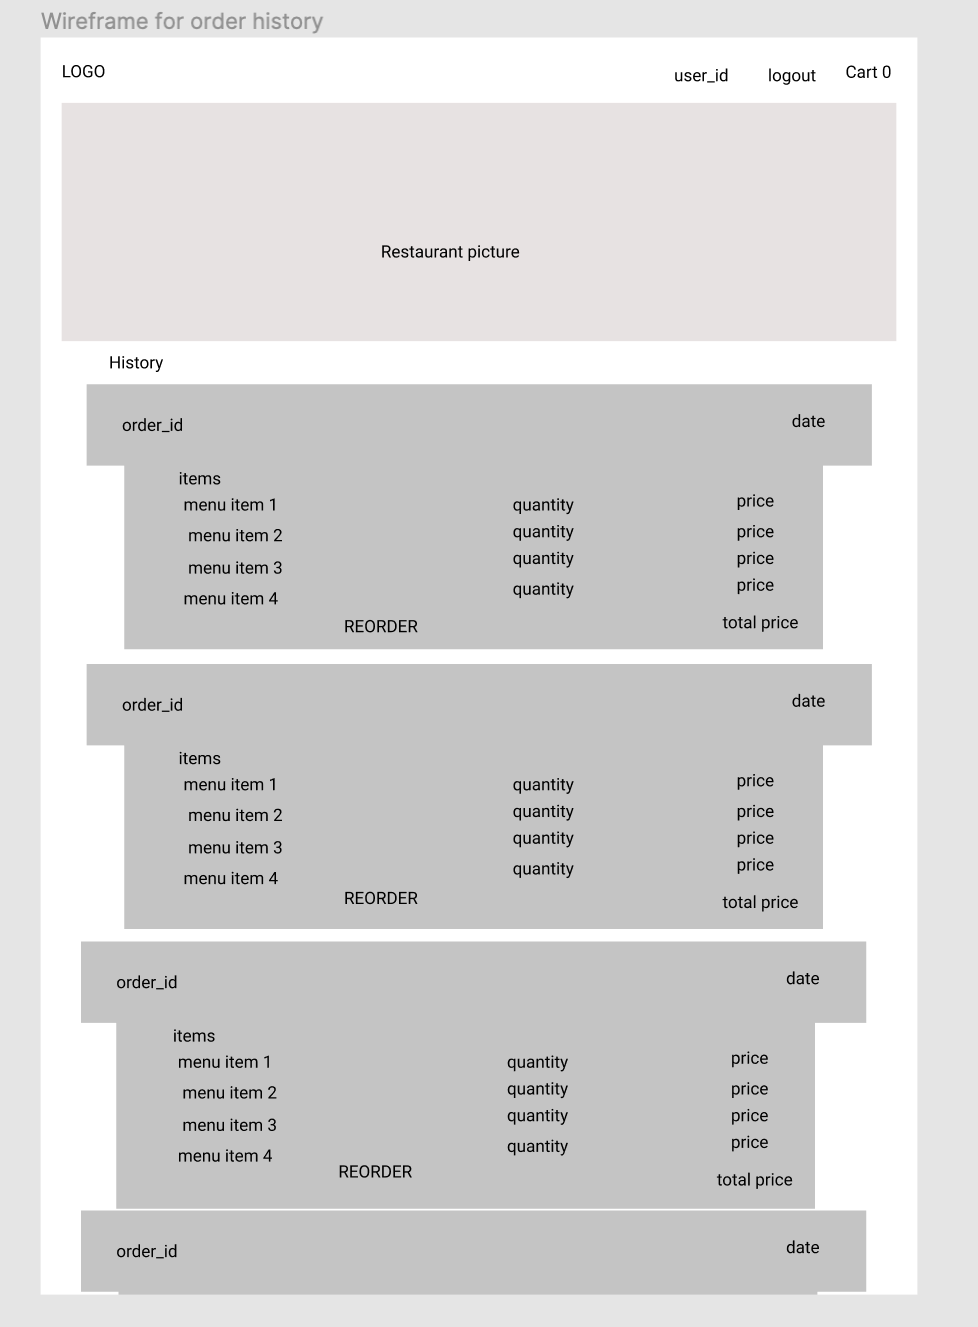 Wireframe for order history
LOGO user_id logout Cart 0
Restaurant picture
History
order_id date
items
menu item 1 quantity price
menu item 2 quantity price
menu item 3 quantity price
menu item 4 quantity price
REORDER total price
order_id date
items
menu item 1 quantity price
menu item 2 quantity price
menu item 3 quantity price
menu item 4 quantity price
REORDER total price
order_id date
items
menu item 1 quantity price
menu item 2 quantity price
menu item 3 quantity price
menu item 4 quantity price
REORDER total price
order_id date